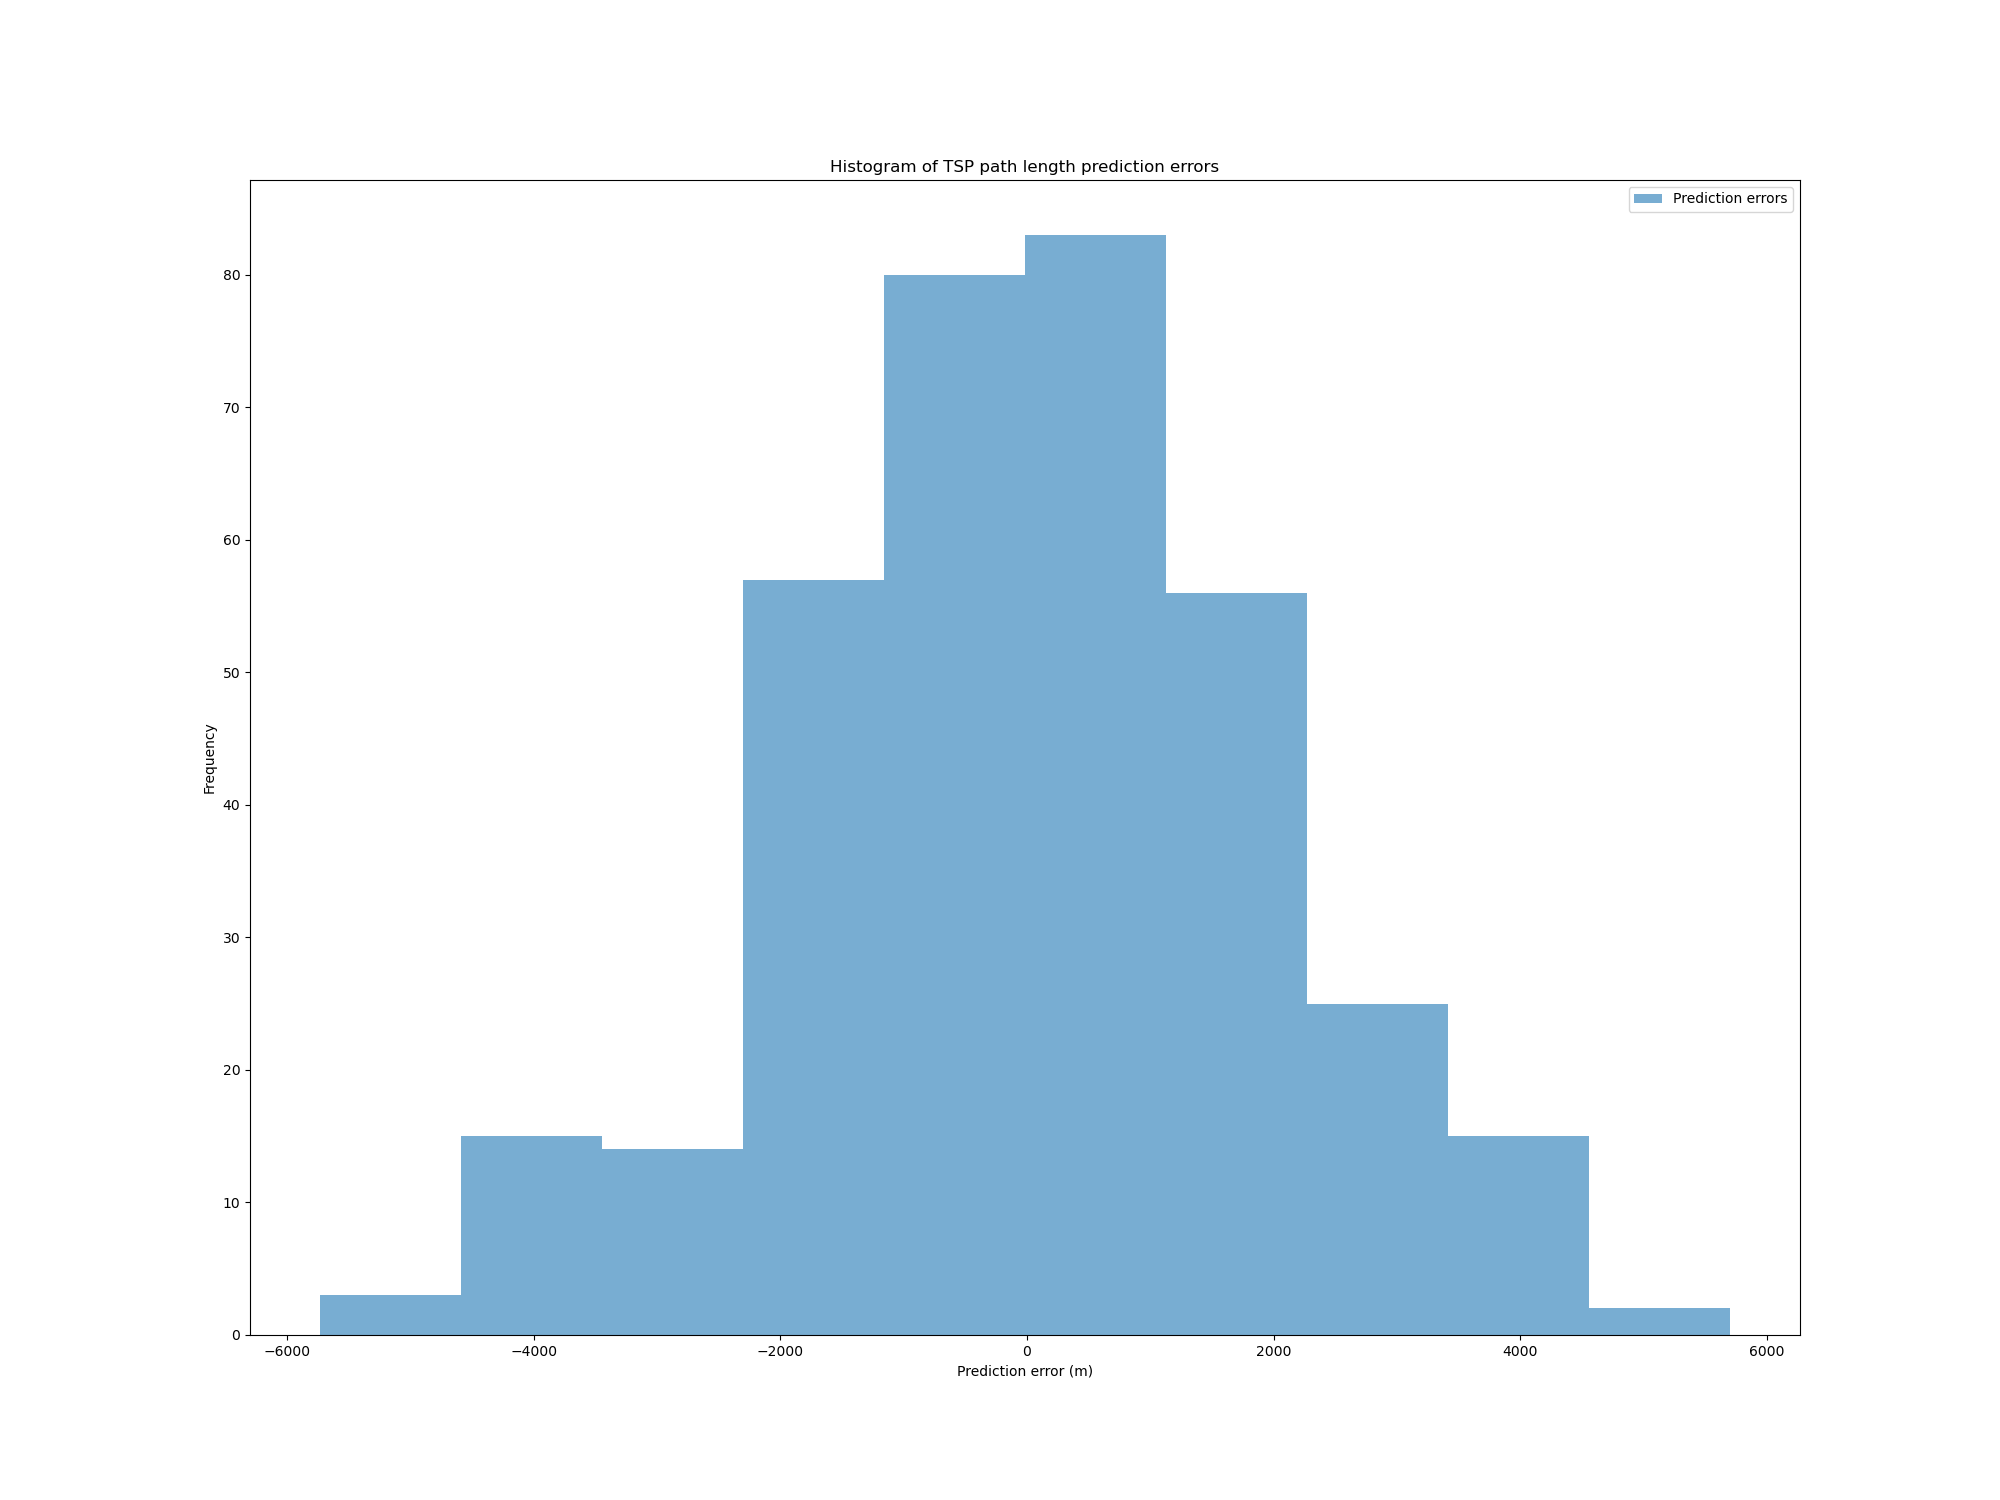 Histogram of TSP path length prediction errors
Prediction errors
80
70
60
50
40
30
20
10
0
Frequency
−6000 −4000 −2000 0 2000 4000 6000
Prediction error (m)